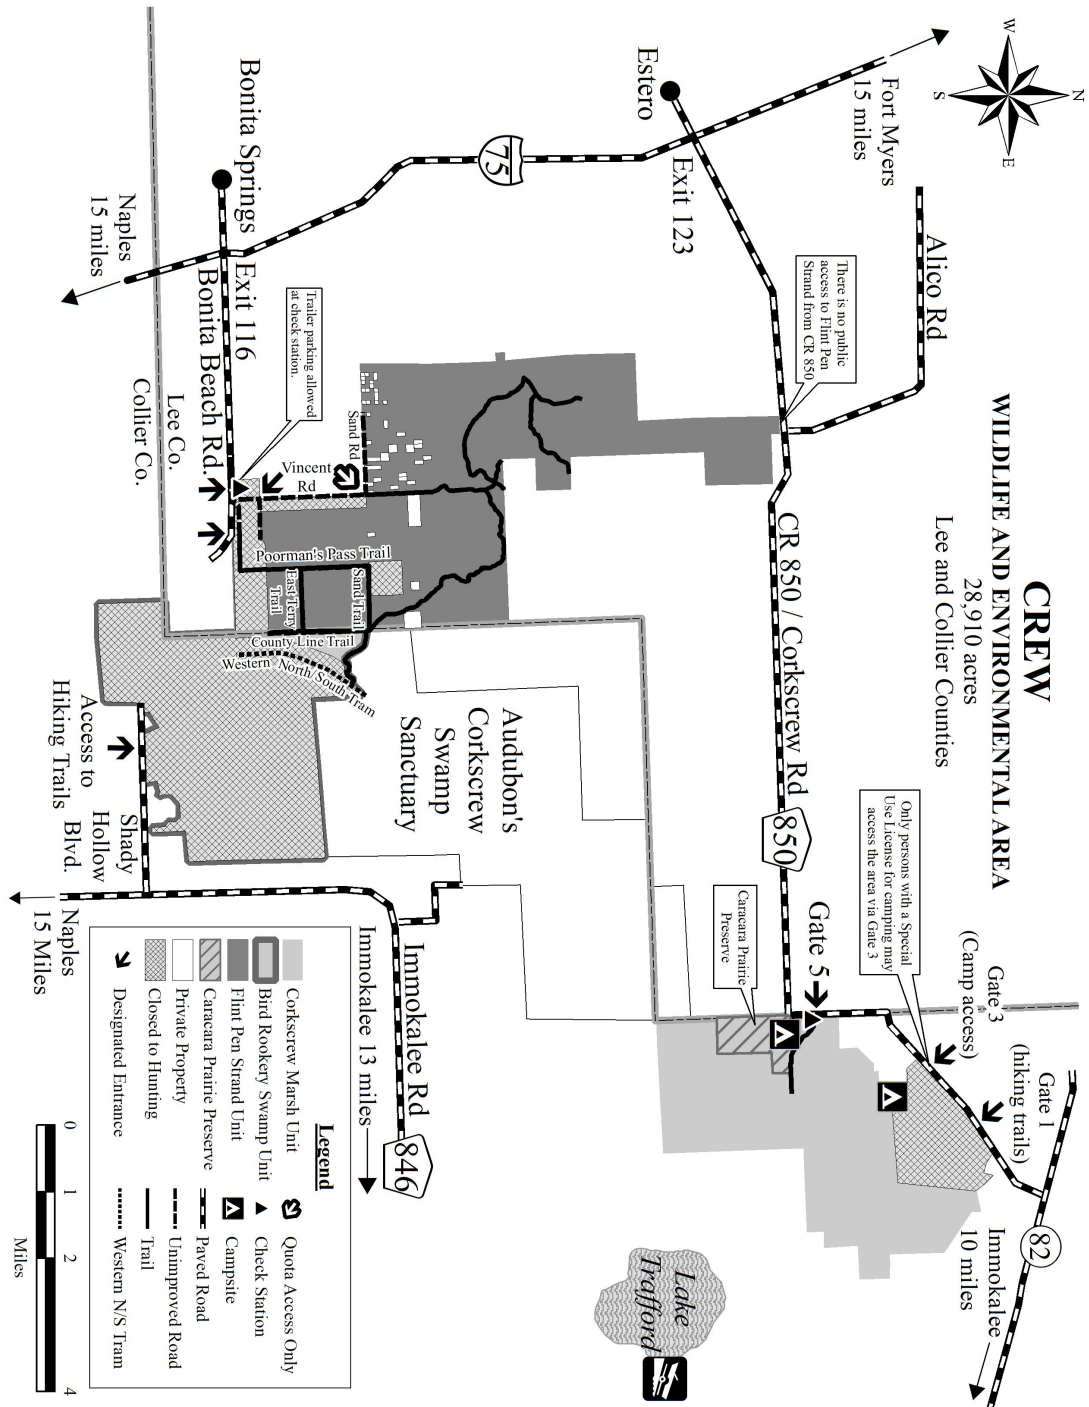 CREW
WILDLIFE AND ENVIRONMENTAL AREA
28,910 acres
Lee and Collier Counties
N
W
E
S
Fort Myers
15 miles
Alico Rd
Estero
Exit 123
75
There is no public
access to Flint Pen
Strand from CR 850
CR 850 / Corkscrew Rd
850
Only persons with a Special
Use License for camping may
access the area via Gate 3
Gate 3
(Camp access)
Gate 1
(hiking trails)
82
Immokalee
10 miles
Gate 5
Caracara Prairie
Preserve
Lake
Trafford
Bonita Springs
Exit 116
Bonita Beach Rd.
Naples
15 miles
Trailer parking allowed
at check station.
Lee Co.
Collier Co.
Sand Rd
Vincent
Rd
Poorman's Pass Trail
Sand Trail
East Terry
Trail
County Line Trail
Western North/South Tram
Audubon's
Corkscrew
Swamp
Sanctuary
Access to
Hiking Trails
Shady
Hollow
Blvd.
Naples
15 Miles
Immokalee Rd
846
Immokalee 13 miles
Legend
Corkscrew Marsh Unit
Bird Rookery Swamp Unit
Flint Pen Strand Unit
Caracara Prairie Preserve
Private Property
Closed to Hunting
Designated Entrance
Quota Access Only
Check Station
Campsite
Paved Road
Unimproved Road
Trail
Western N/S Tram
0 1 2 4
Miles